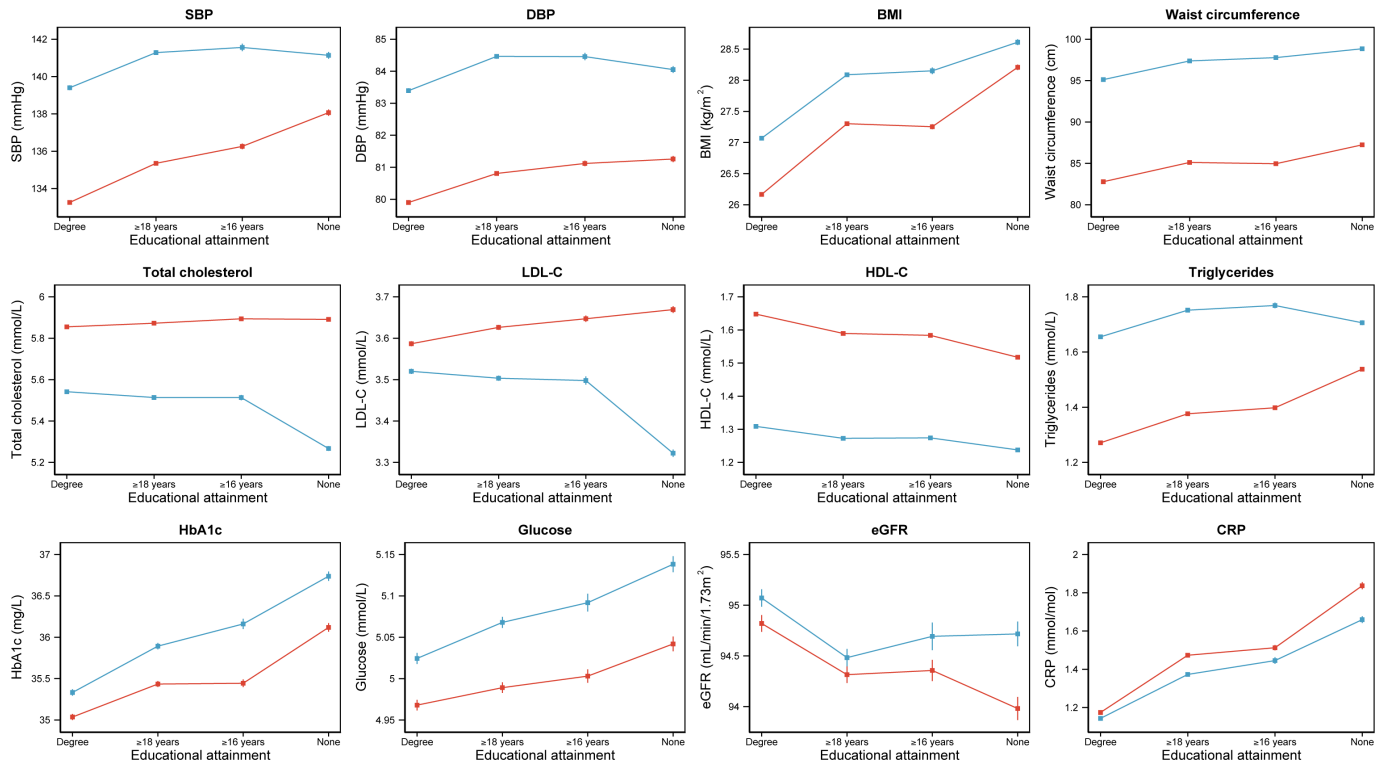 SBP
SBP (mmHg)
142
140
138
136
134
Degree ≥18 years ≥16 years None
Educational attainment
DBP
DBP (mmHg)
85
84
83
82
81
80
Degree ≥18 years ≥16 years None
Educational attainment
BMI
BMI (kg/m²)
28.5
28
27.5
27
26.5
26
Degree ≥18 years ≥16 years None
Educational attainment
Waist circumference
Waist circumference (cm)
100
95
90
85
80
Degree ≥18 years ≥16 years None
Educational attainment
Total cholesterol
Total cholesterol (mmol/L)
6
5.8
5.6
5.4
5.2
Degree ≥18 years ≥16 years None
Educational attainment
LDL-C
LDL-C (mmol/L)
3.7
3.6
3.5
3.4
3.3
Degree ≥18 years ≥16 years None
Educational attainment
HDL-C
HDL-C (mmol/L)
1.7
1.6
1.5
1.4
1.3
1.2
Degree ≥18 years ≥16 years None
Educational attainment
Triglycerides
Triglycerides (mmol/L)
1.8
1.6
1.4
1.2
Degree ≥18 years ≥16 years None
Educational attainment
HbA1c
HbA1c (mg/L)
37
36.5
36
35.5
35
Degree ≥18 years ≥16 years None
Educational attainment
Glucose
Glucose (mmol/L)
5.15
5.1
5.05
5
4.95
Degree ≥18 years ≥16 years None
Educational attainment
eGFR
eGFR (mL/min/1.73m²)
95.5
95
94.5
94
Degree ≥18 years ≥16 years None
Educational attainment
CRP
CRP (mmol/mol)
2
1.8
1.6
1.4
1.2
Degree ≥18 years ≥16 years None
Educational attainment